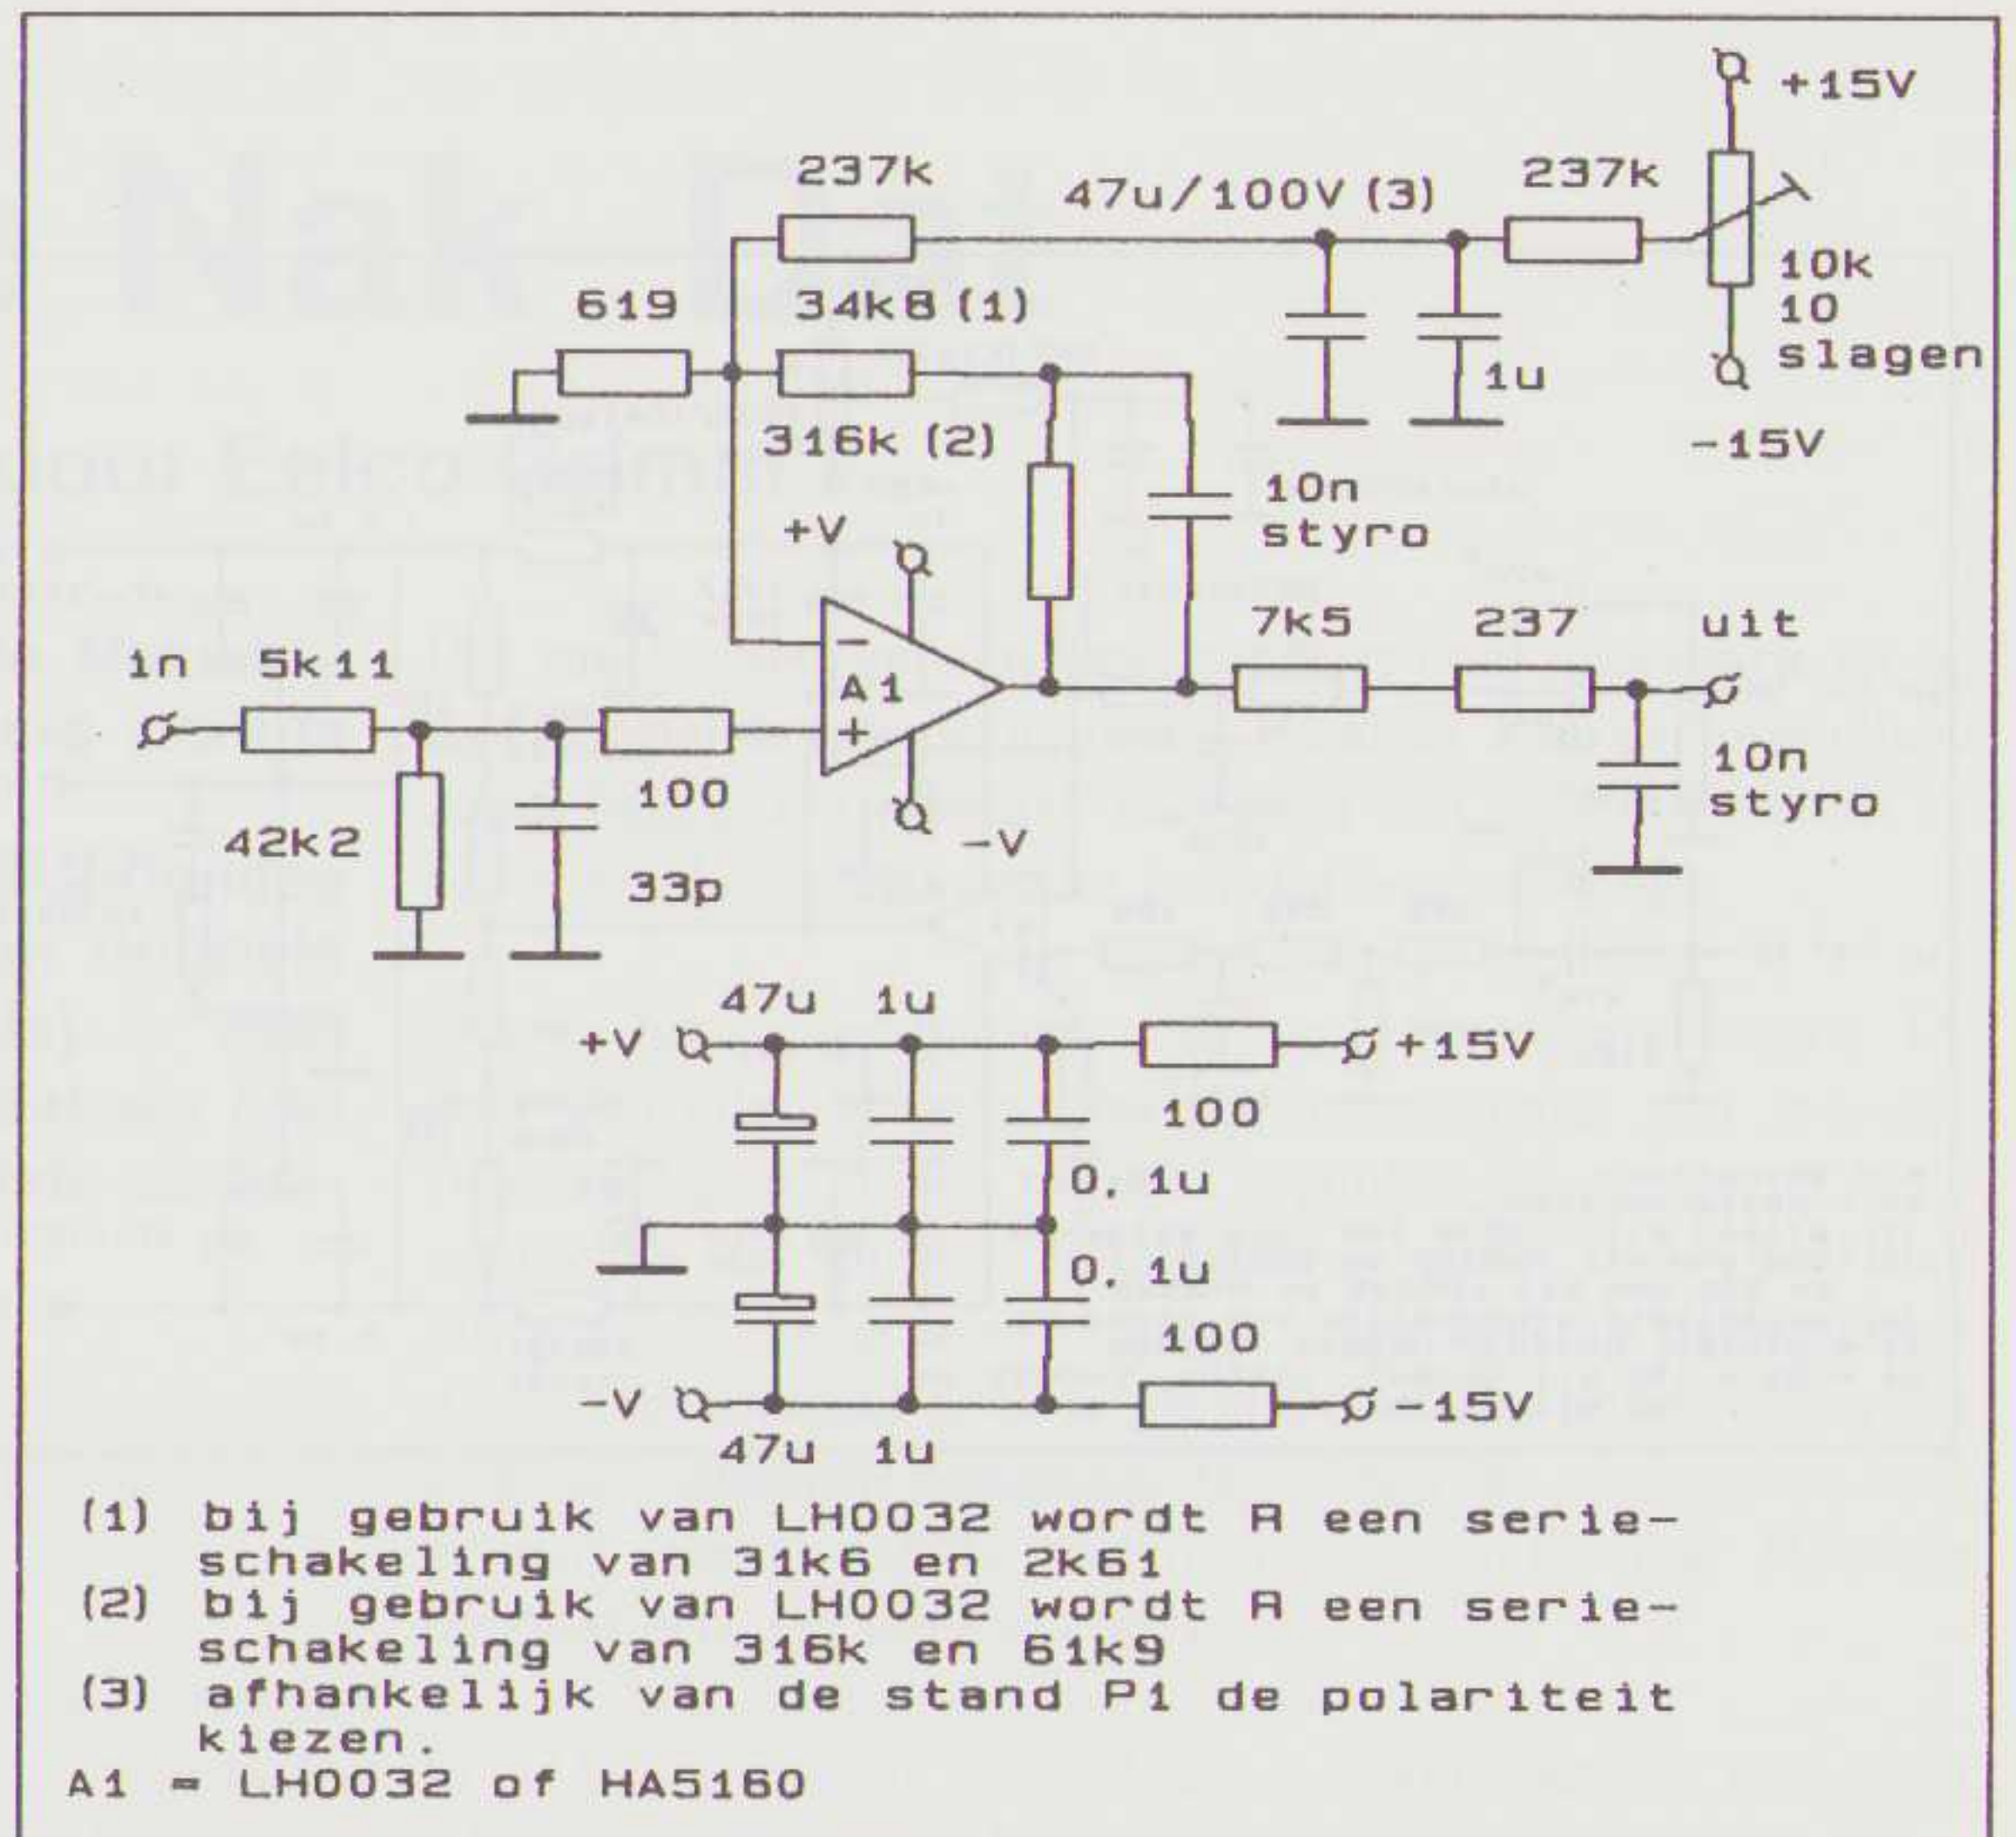 +15V
237k
47u/100V (3)
237k
10k
10
slagen
619
34k8 (1)
1u
316k (2)
-15V
10n
styro
+V
7k5
237
uit
in
5k11
A1
-
+
100
10n
styro
42k2
-V
33p
47u
1u
+V
+15V
100
0,1u
0,1u
100
-V
-15V
47u
1u
(1) bij gebruik van LH0032 wordt R een serie-
schakeling van 31k6 en 2k61
(2) bij gebruik van LH0032 wordt R een serie-
schakeling van 316k en 61k9
(3) afhankelijk van de stand P1 de polariteit
kiezen.
A1 = LH0032 of HA5160